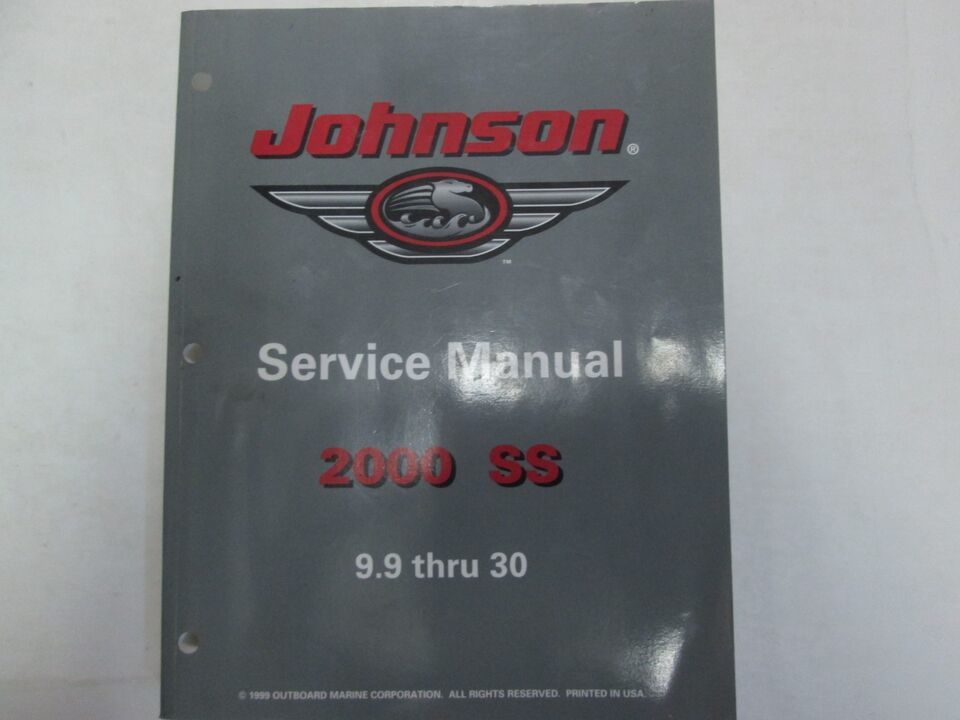 Johnson®
TM
Service Manual
2000 SS
9.9 thru 30
© 1999 OUTBOARD MARINE CORPORATION. ALL RIGHTS RESERVED. PRINTED IN USA.